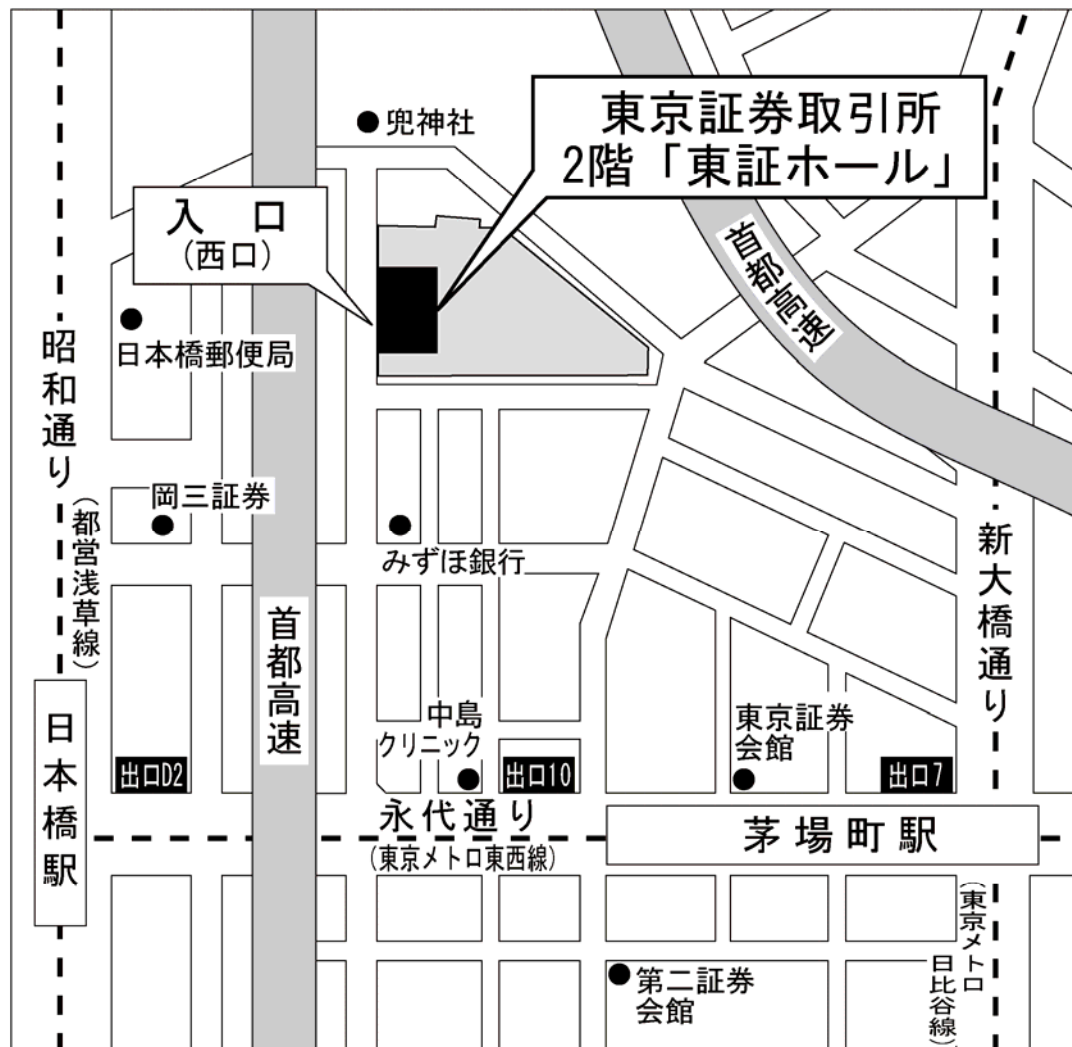 兜神社
東京証券取引所
2階「東証ホール」
入 口
(西口)
首都高速
日本橋郵便局
昭和通り
(都営浅草線)
岡三証券
みずほ銀行
新大橋通り
首都高速
日本橋駅
中島
クリニック
東京証券
会館
出口D2
出口10
出口7
永代通り
(東京メトロ東西線)
茅場町駅
(東京メトロ
日比谷線)
第二証券
会館